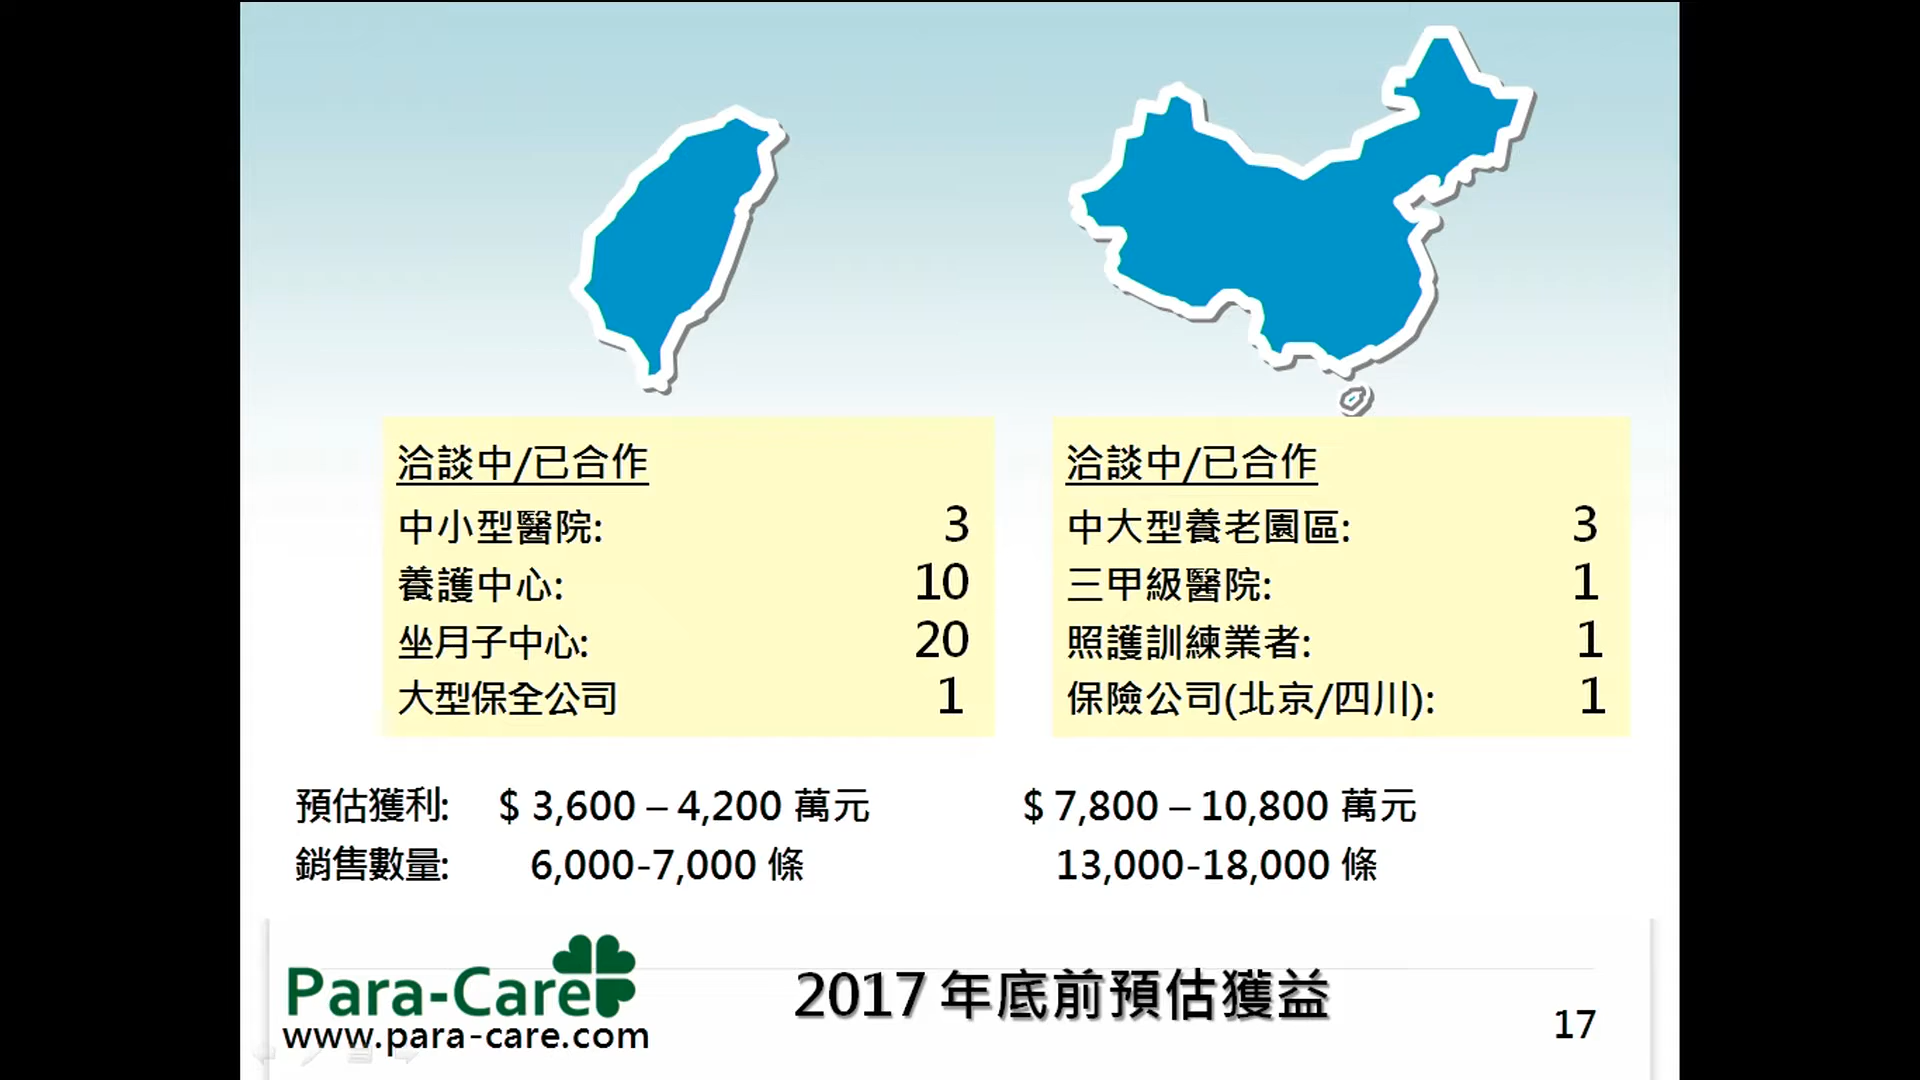 洽談中/已合作
中小型醫院: 3
養護中心: 10
坐月子中心: 20
大型保全公司 1
洽談中/已合作
中大型養老園區: 3
三甲級醫院: 1
照護訓練業者: 1
保險公司(北京/四川): 1
預估獲利: $ 3,600 – 4,200 萬元 $ 7,800 – 10,800 萬元
銷售數量: 6,000-7,000 條 13,000-18,000 條
Para-Care
www.para-care.com
2017 年底前預估獲益
17